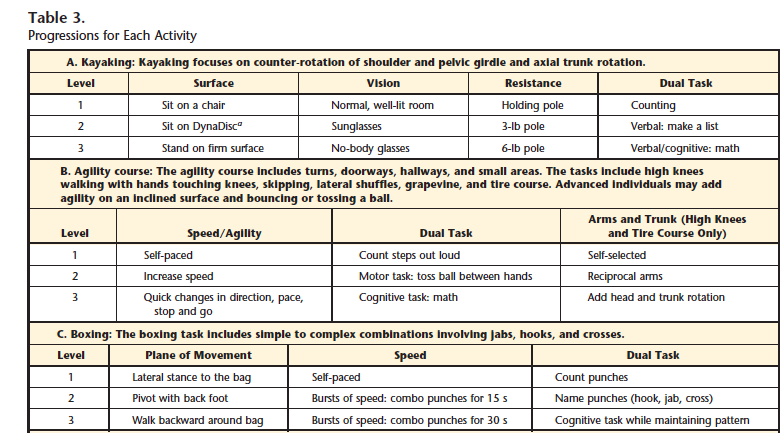 Table 3.
Progressions for Each Activity
A. Kayaking: Kayaking focuses on counter-rotation of shoulder and pelvic girdle and axial trunk rotation.
Level Surface Vision Resistance Dual Task
1 Sit on a chair Normal, well-lit room Holding pole Counting
2 Sit on DynaDiscᵃ Sunglasses 3-lb pole Verbal: make a list
3 Stand on firm surface No-body glasses 6-lb pole Verbal/cognitive: math
B. Agility course: The agility course includes turns, doorways, hallways, and small areas. The tasks include high knees
walking with hands touching knees, skipping, lateral shuffles, grapevine, and tire course. Advanced individuals may add
agility on an inclined surface and bouncing or tossing a ball.
Level Speed/Agility Dual Task Arms and Trunk (High Knees
and Tire Course Only)
1 Self-paced Count steps out loud Self-selected
2 Increase speed Motor task: toss ball between hands Reciprocal arms
3 Quick changes in direction, pace, Cognitive task: math Add head and trunk rotation
stop and go
C. Boxing: The boxing task includes simple to complex combinations involving jabs, hooks, and crosses.
Level Plane of Movement Speed Dual Task
1 Lateral stance to the bag Self-paced Count punches
2 Pivot with back foot Bursts of speed: combo punches for 15 s Name punches (hook, jab, cross)
3 Walk backward around bag Bursts of speed: combo punches for 30 s Cognitive task while maintaining pattern